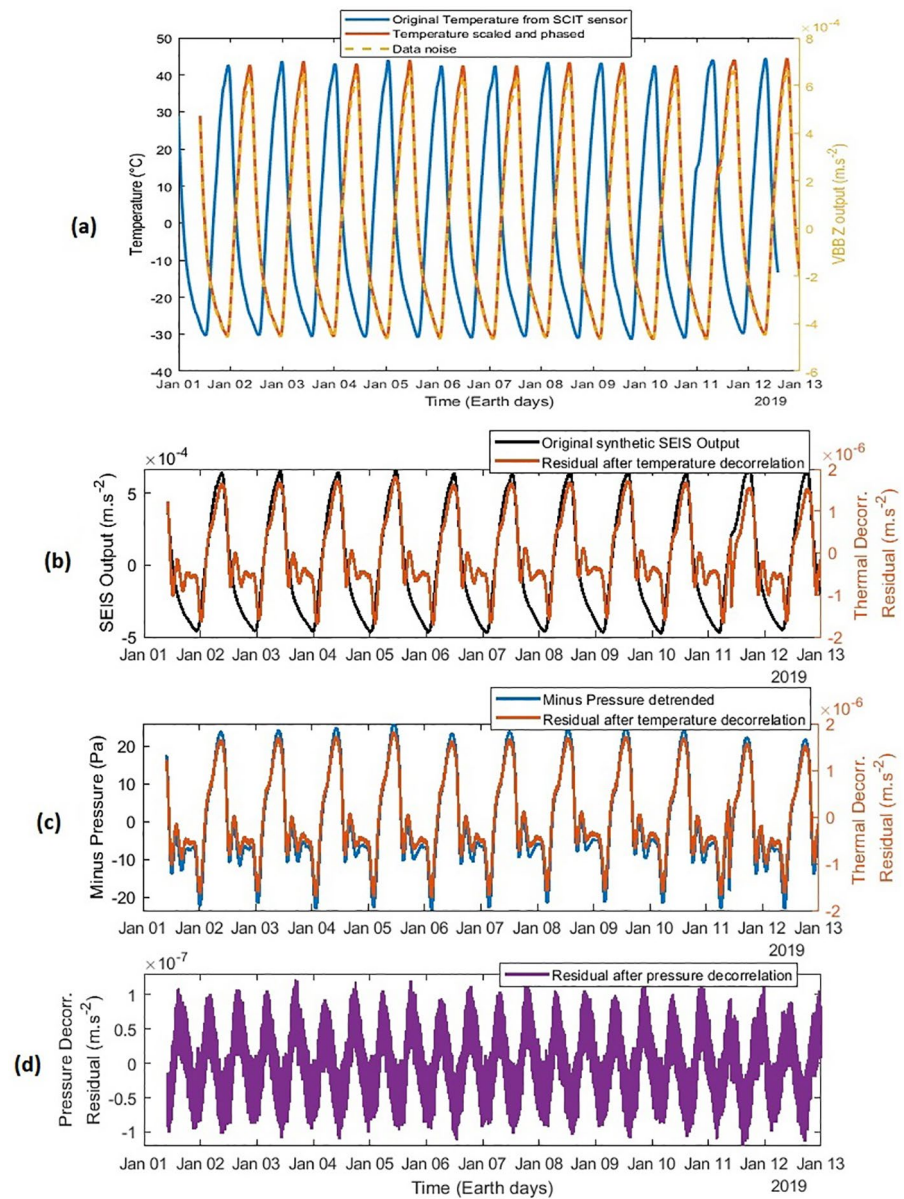 Original Temperature from SCIT sensor
Temperature scaled and phased
Data noise
8 ×10⁻⁴
50
40
30
20
10
0
-10
-20
-30
-40
Temperature (°C)
(a)
6
4
2
0
-2
-4
-6
VBB Z output (m.s⁻²)
Jan 01 Jan 02 Jan 03 Jan 04 Jan 05 Jan 06 Jan 07 Jan 08 Jan 09 Jan 10 Jan 11 Jan 12 Jan 13
Time (Earth days)
2019
Original synthetic SEIS Output
Residual after temperature decorrelation
×10⁻⁴
×10⁻⁶
5
0
-5
SEIS Output (m.s⁻²)
(b)
2
1
0
-1
-2
Thermal Decorr.
Residual (m.s⁻²)
Jan 01 Jan 02 Jan 03 Jan 04 Jan 05 Jan 06 Jan 07 Jan 08 Jan 09 Jan 10 Jan 11 Jan 12 Jan 13
2019
Minus Pressure detrended
Residual after temperature decorrelation
×10⁻⁶
20
10
0
-10
-20
Minus Pressure (Pa)
(c)
2
1
0
-1
-2
Thermal Decorr.
Residual (m.s⁻²)
Jan 01 Jan 02 Jan 03 Jan 04 Jan 05 Jan 06 Jan 07 Jan 08 Jan 09 Jan 10 Jan 11 Jan 12 Jan 13
2019
×10⁻⁷
Residual after pressure decorrelation
1
0.5
0
-0.5
-1
Pressure Decorr.
Residual (m.s⁻²)
(d)
Jan 01 Jan 02 Jan 03 Jan 04 Jan 05 Jan 06 Jan 07 Jan 08 Jan 09 Jan 10 Jan 11 Jan 12 Jan 13
Time (Earth days)
2019